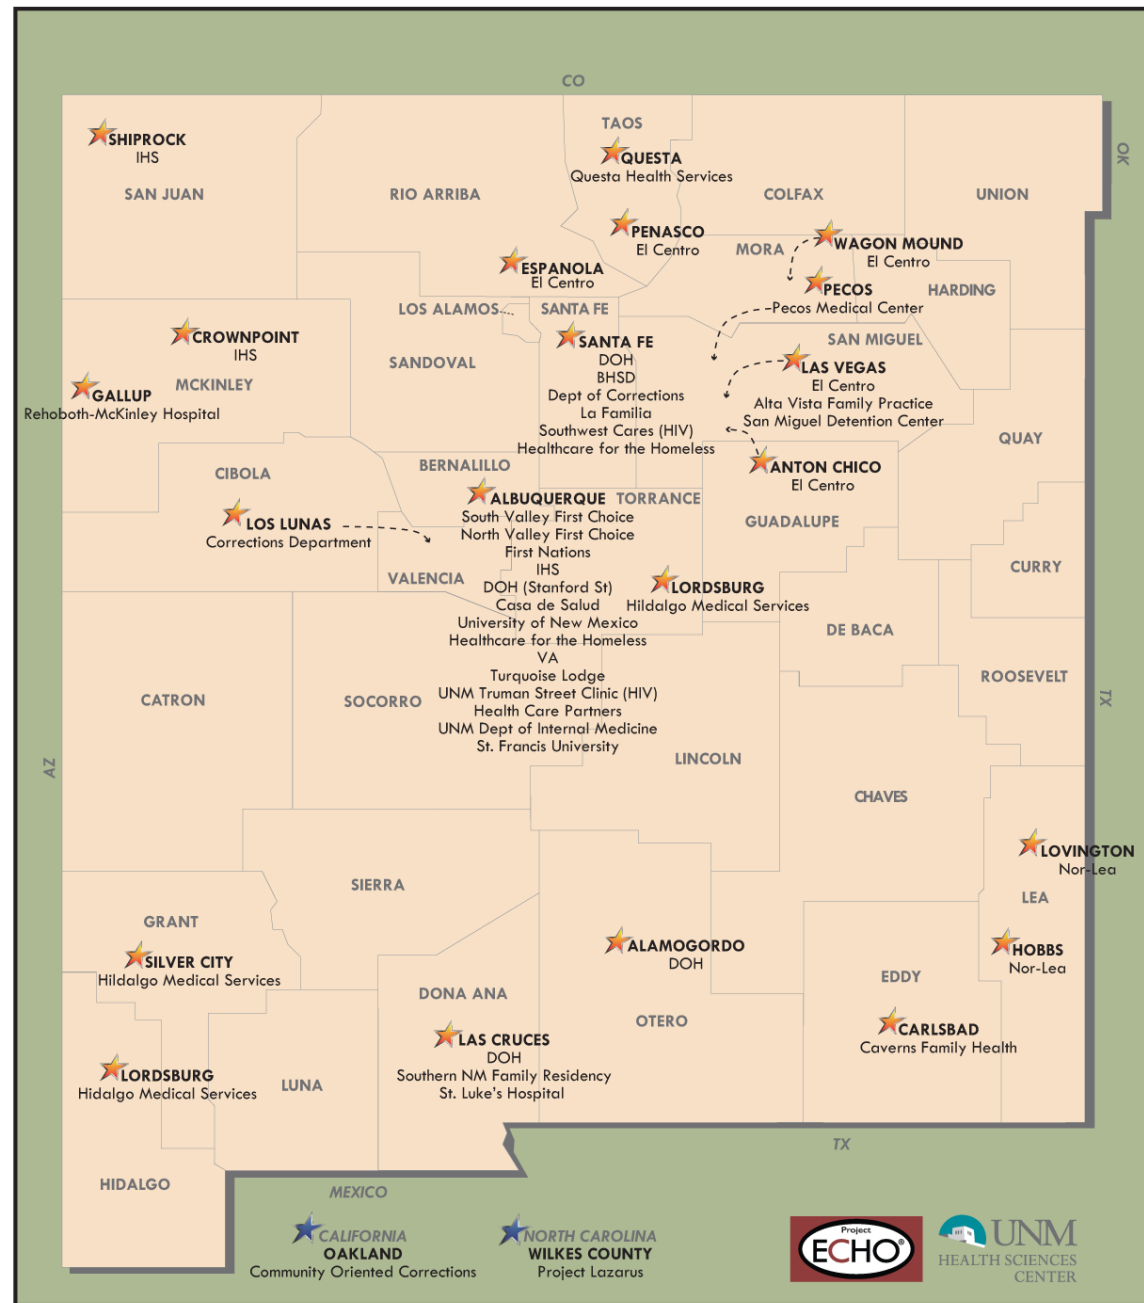 CO
TAOS
SHIPROCK
IHS
QUESTA
Questa Health Services
OK
SAN JUAN
RIO ARRIBA
COLFAX
UNION
PENASCO
El Centro
MORA
WAGON MOUND
El Centro
ESPANOLA
El Centro
PECOS
Pecos Medical Center
HARDING
LOS ALAMOS
SANTA FE
CROWNPOINT
IHS
SANTA FE
DOH
BHSD
Dept of Corrections
La Familia
Southwest Cares (HIV)
Healthcare for the Homeless
SAN MIGUEL
SANDOVAL
LAS VEGAS
El Centro
Alta Vista Family Practice
San Miguel Detention Center
MCKINLEY
GALLUP
Rehoboth-McKinley Hospital
QUAY
CIBOLA
BERNALILLO
ANTON CHICO
El Centro
ALBUQUERQUE
South Valley First Choice
North Valley First Choice
First Nations
IHS
DOH (Stanford St)
Casa de Salud
University of New Mexico
Healthcare for the Homeless
VA
Turquoise Lodge
UNM Truman Street Clinic (HIV)
Health Care Partners
UNM Dept of Internal Medicine
St. Francis University
TORRANCE
GUADALUPE
LOS LUNAS
Corrections Department
VALENCIA
LORDSBURG
Hildalgo Medical Services
CURRY
DE BACA
ROOSEVELT
CATRON
SOCORRO
TX
AZ
LINCOLN
CHAVES
LOVINGTON
Nor-Lea
SIERRA
LEA
GRANT
SILVER CITY
Hildalgo Medical Services
ALAMOGORDO
DOH
HOBBS
Nor-Lea
EDDY
DONA ANA
OTERO
CARLSBAD
Caverns Family Health
LAS CRUCES
DOH
Southern NM Family Residency
St. Luke's Hospital
LORDSBURG
Hidalgo Medical Services
LUNA
TX
HIDALGO
MEXICO
CALIFORNIA
OAKLAND
Community Oriented Corrections
NORTH CAROLINA
WILKES COUNTY
Project Lazarus
Project
ECHO®
UNM
HEALTH SCIENCES
CENTER